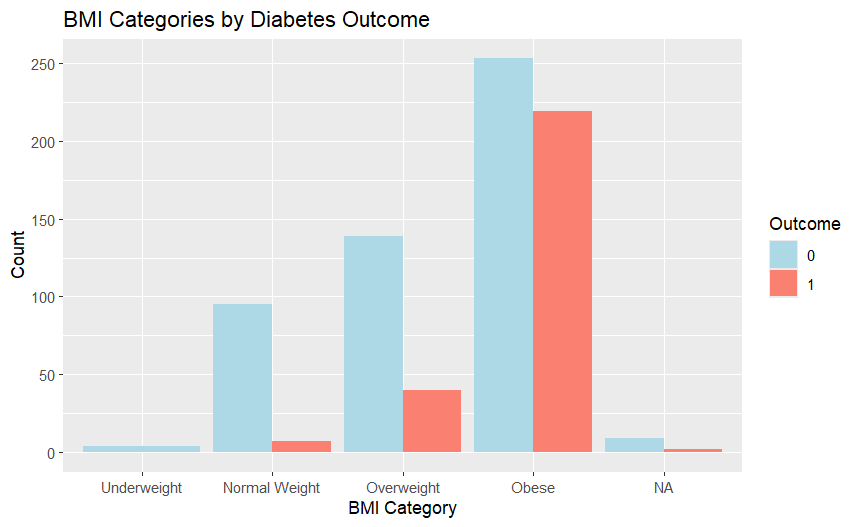 BMI Categories by Diabetes Outcome
250
200
150
100
50
0
Count
Underweight
Normal Weight
Overweight
Obese
NA
BMI Category
Outcome
0
1